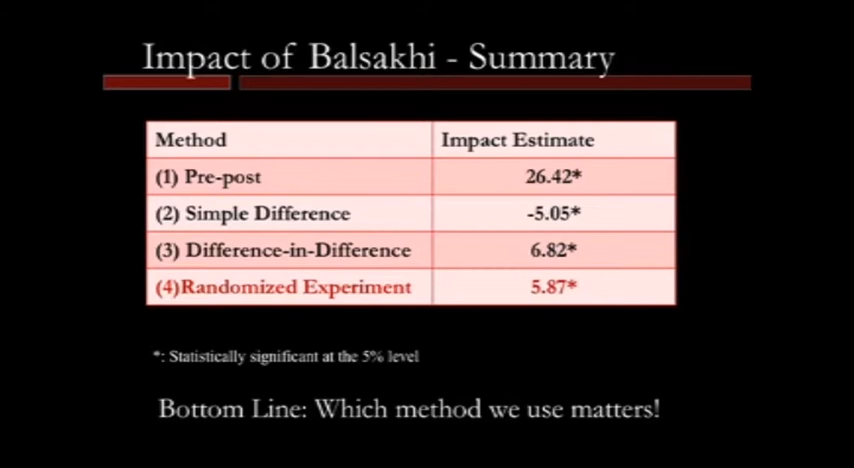 Impact of Balsakhi - Summary
Method Impact Estimate
(1) Pre-post 26.42*
(2) Simple Difference -5.05*
(3) Difference-in-Difference 6.82*
(4)Randomized Experiment 5.87*
*: Statistically significant at the 5% level
Bottom Line: Which method we use matters!